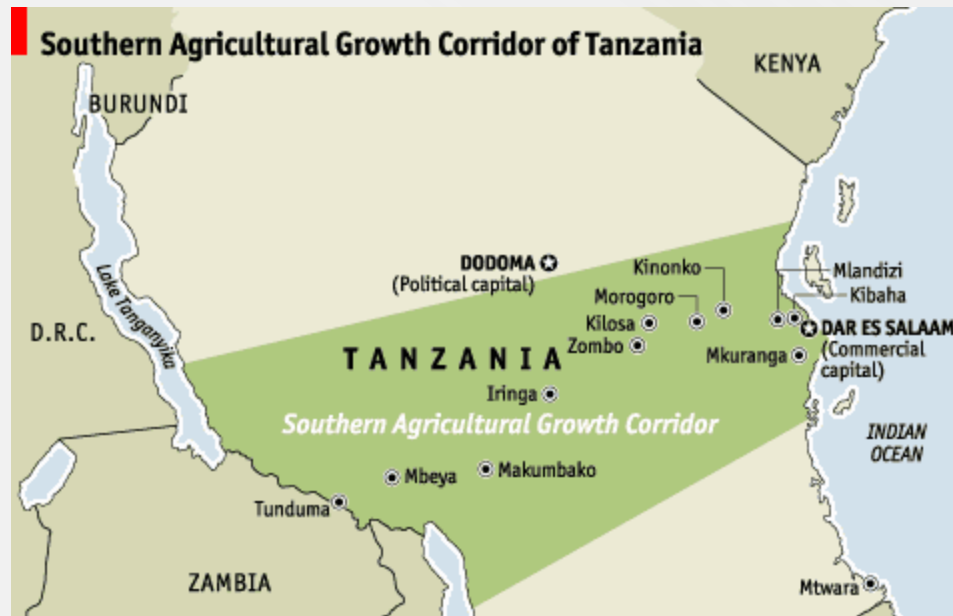 Southern Agricultural Growth Corridor of Tanzania
KENYA
BURUNDI
Lake Tanganyika
DODOMA
(Political capital)
Kinonko
Mlandizi
Morogoro
Kibaha
D.R.C.
Kilosa
DAR ES SALAAM
(Commercial
capital)
Zombo
TANZANIA
Mkuranga
Iringa
Southern Agricultural Growth Corridor
INDIAN
OCEAN
Mbeya
Makumbako
Tunduma
ZAMBIA
Mtwara